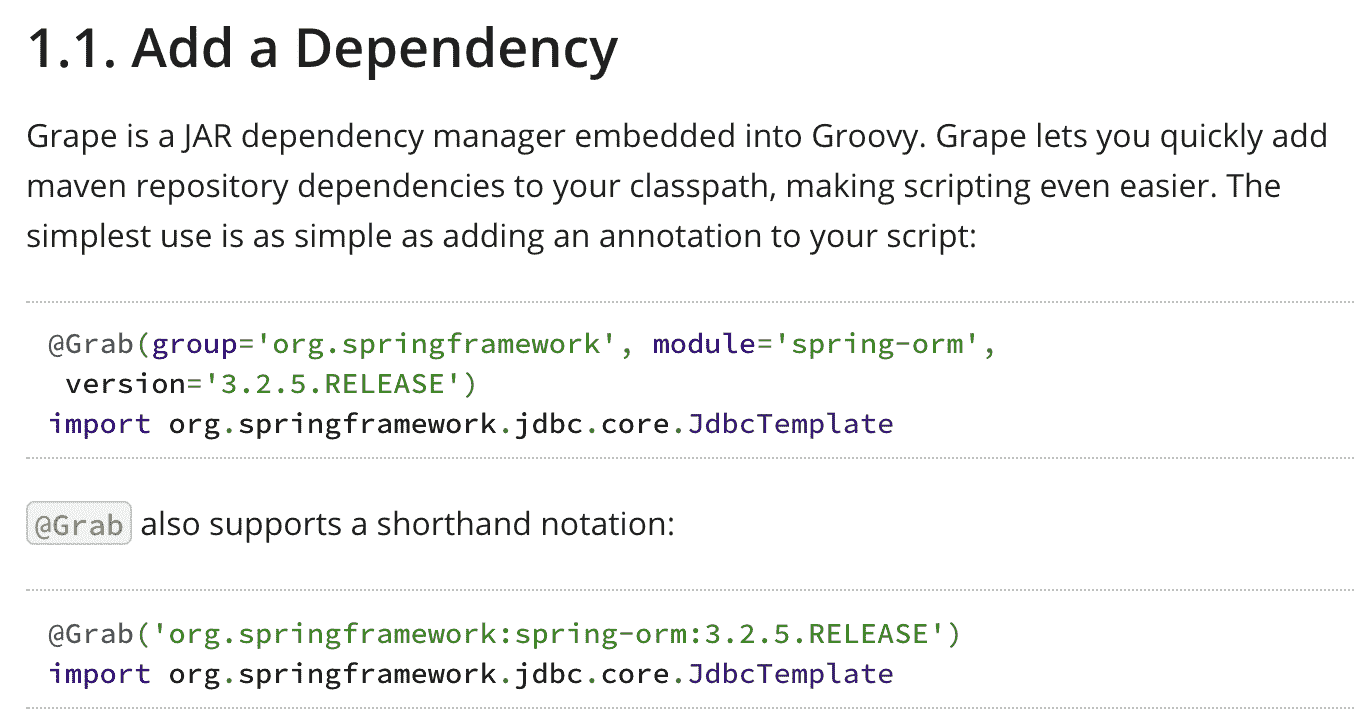 1.1. Add a Dependency
Grape is a JAR dependency manager embedded into Groovy. Grape lets you quickly add
maven repository dependencies to your classpath, making scripting even easier. The
simplest use is as simple as adding an annotation to your script:
@Grab(group='org.springframework', module='spring-orm',
version='3.2.5.RELEASE')
import org.springframework.jdbc.core.JdbcTemplate
@Grab also supports a shorthand notation:
@Grab('org.springframework:spring-orm:3.2.5.RELEASE')
import org.springframework.jdbc.core.JdbcTemplate